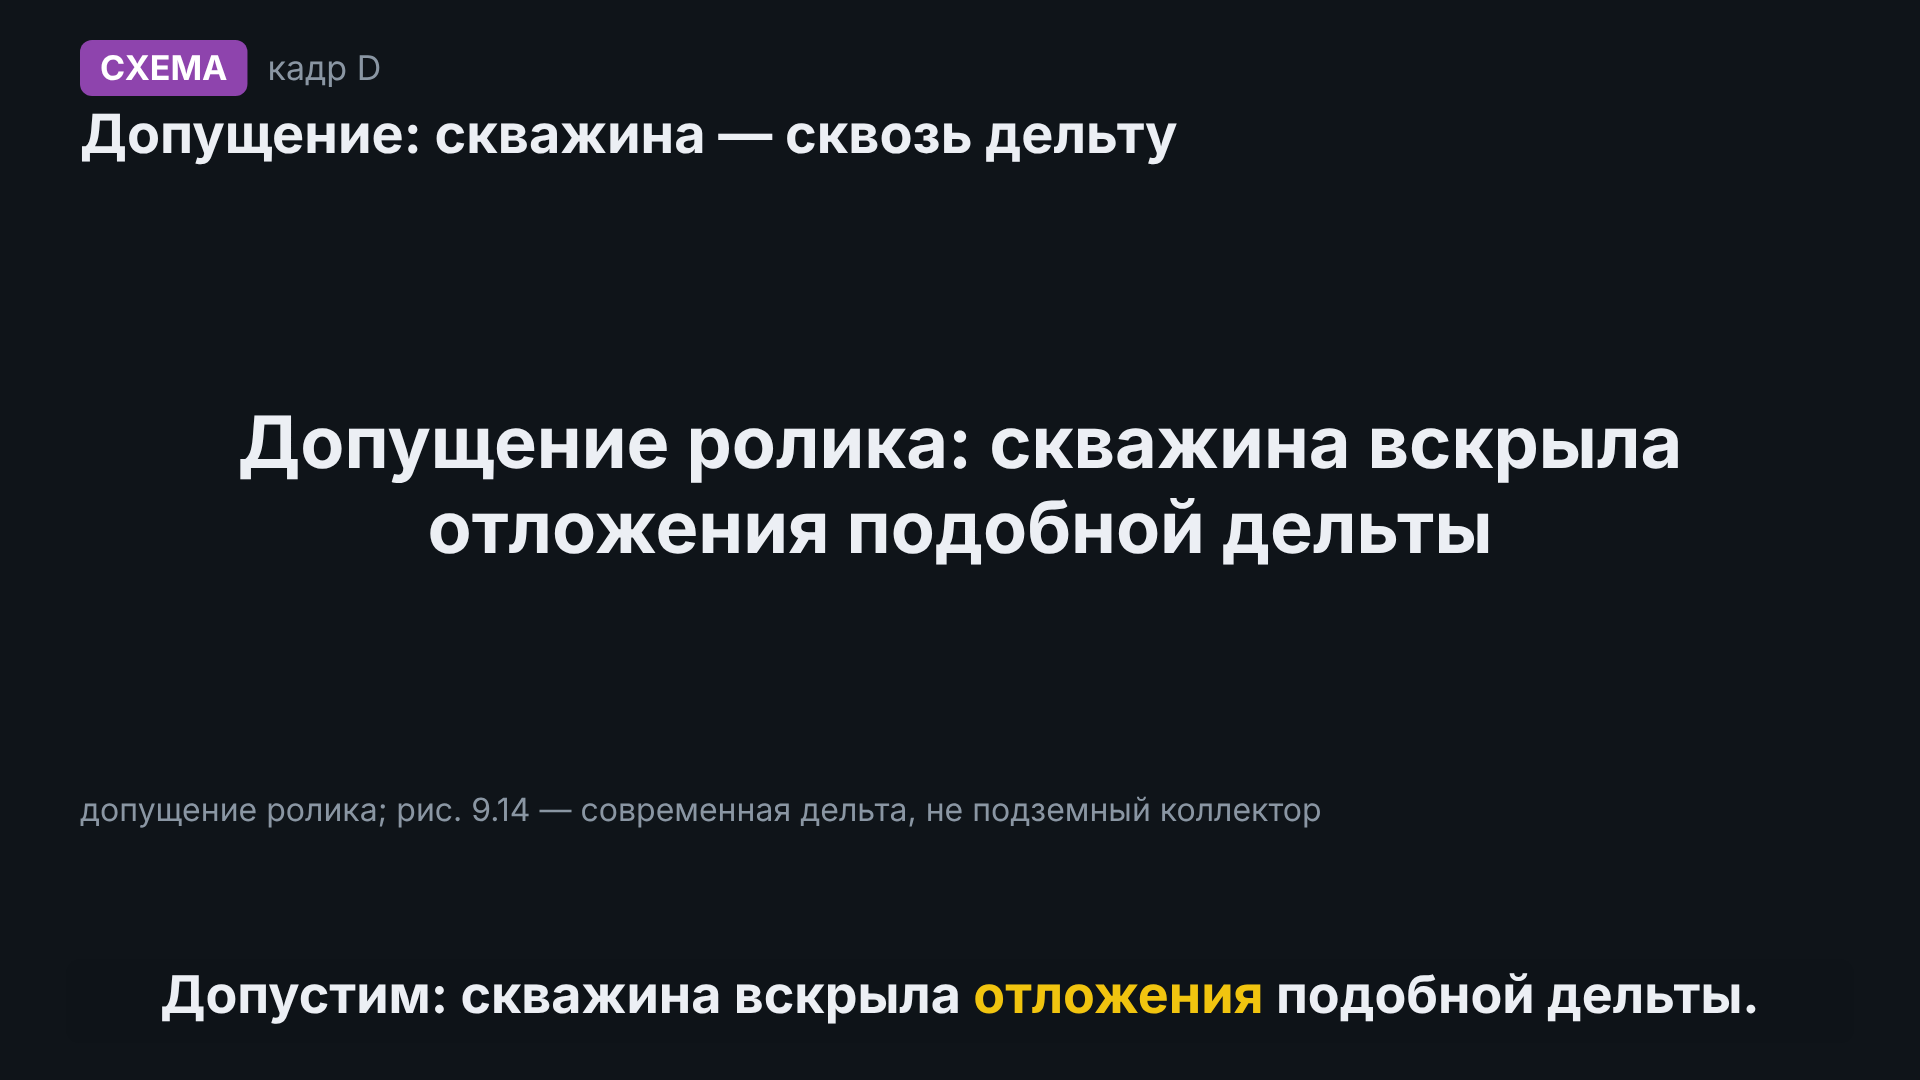 СХЕМА кадр D
Допущение: скважина — сквозь дельту
Допущение ролика: скважина вскрыла
отложения подобной дельты
допущение ролика; рис. 9.14 — современная дельта, не подземный коллектор
Допустим: скважина вскрыла отложения подобной дельты.